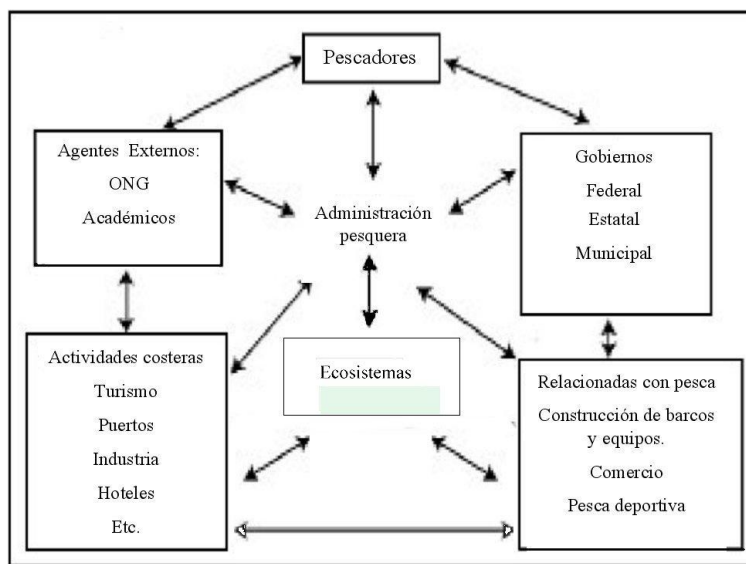 Pescadores
Agentes Externos:
ONG
Académicos
Gobiernos
Federal
Estatal
Municipal
Administración
pesquera
Actividades costeras
Turismo
Puertos
Industria
Hoteles
Etc.
Ecosistemas
Relacionadas con pesca
Construcción de barcos
y equipos.
Comercio
Pesca deportiva